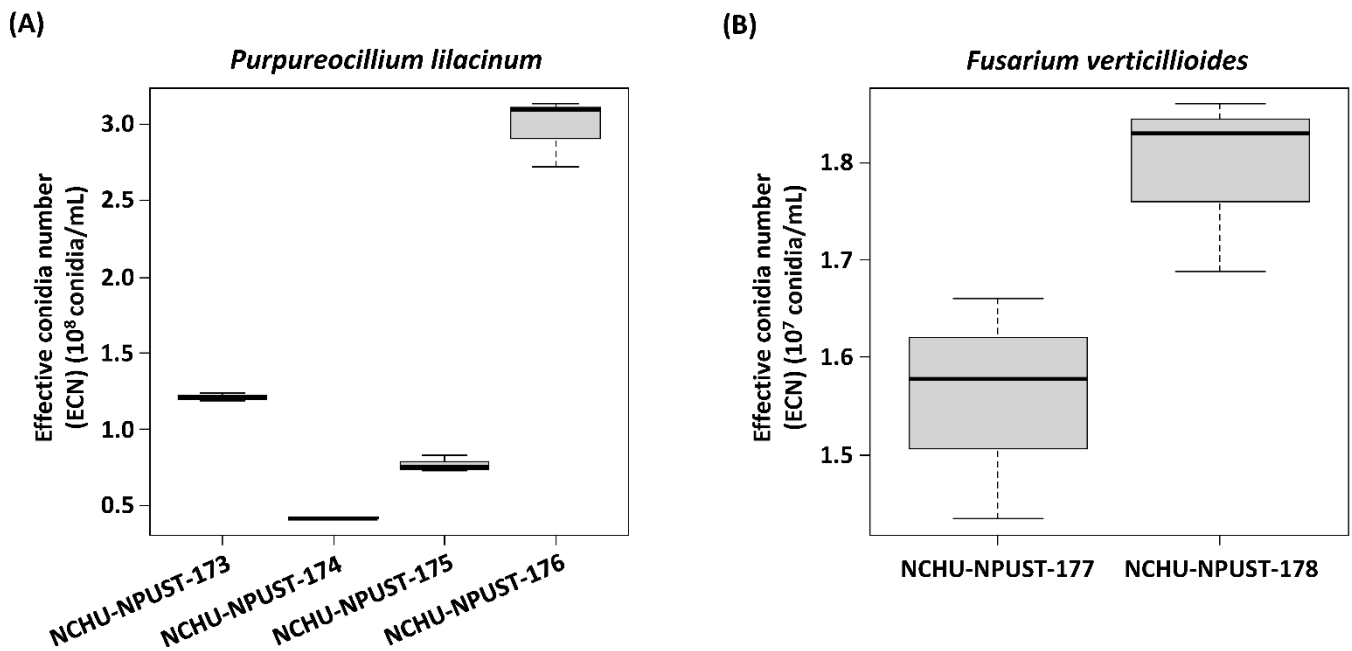 (A)
Purpureocillium lilacinum
Effective conidia number
(ECN) (10⁸ conidia/mL)
3.0
2.5
2.0
1.5
1.0
0.5
NCHU-NPUST-173
NCHU-NPUST-174
NCHU-NPUST-175
NCHU-NPUST-176
(B)
Fusarium verticillioides
Effective conidia number
(ECN) (10⁷ conidia/mL)
1.8
1.7
1.6
1.5
NCHU-NPUST-177
NCHU-NPUST-178